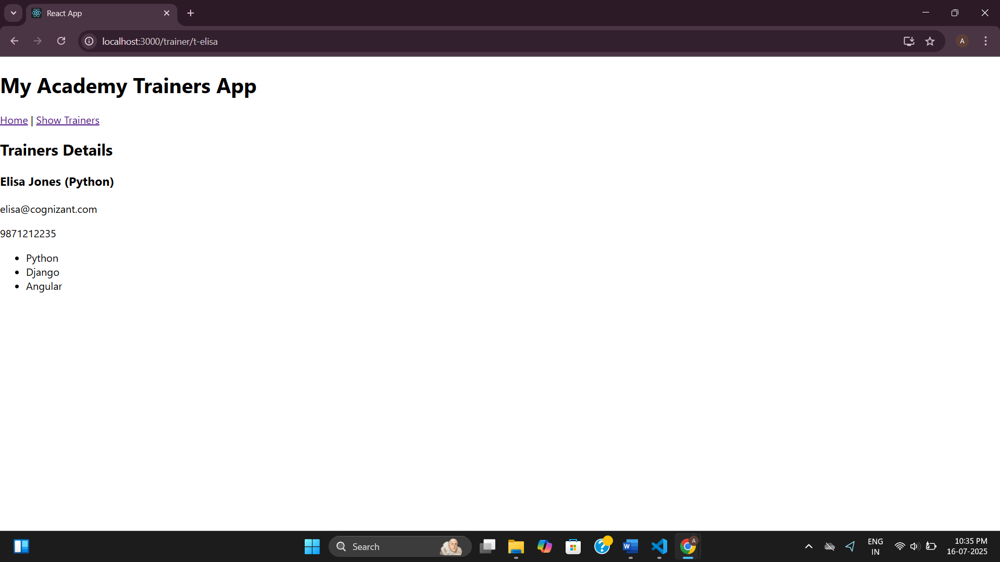 React App
localhost:3000/trainer/t-elisa
A
My Academy Trainers App
Home | Show Trainers
Trainers Details
Elisa Jones (Python)
elisa@cognizant.com
9871212235
Python
Django
Angular
Search
W
A
ENG
IN
10:35 PM
16-07-2025